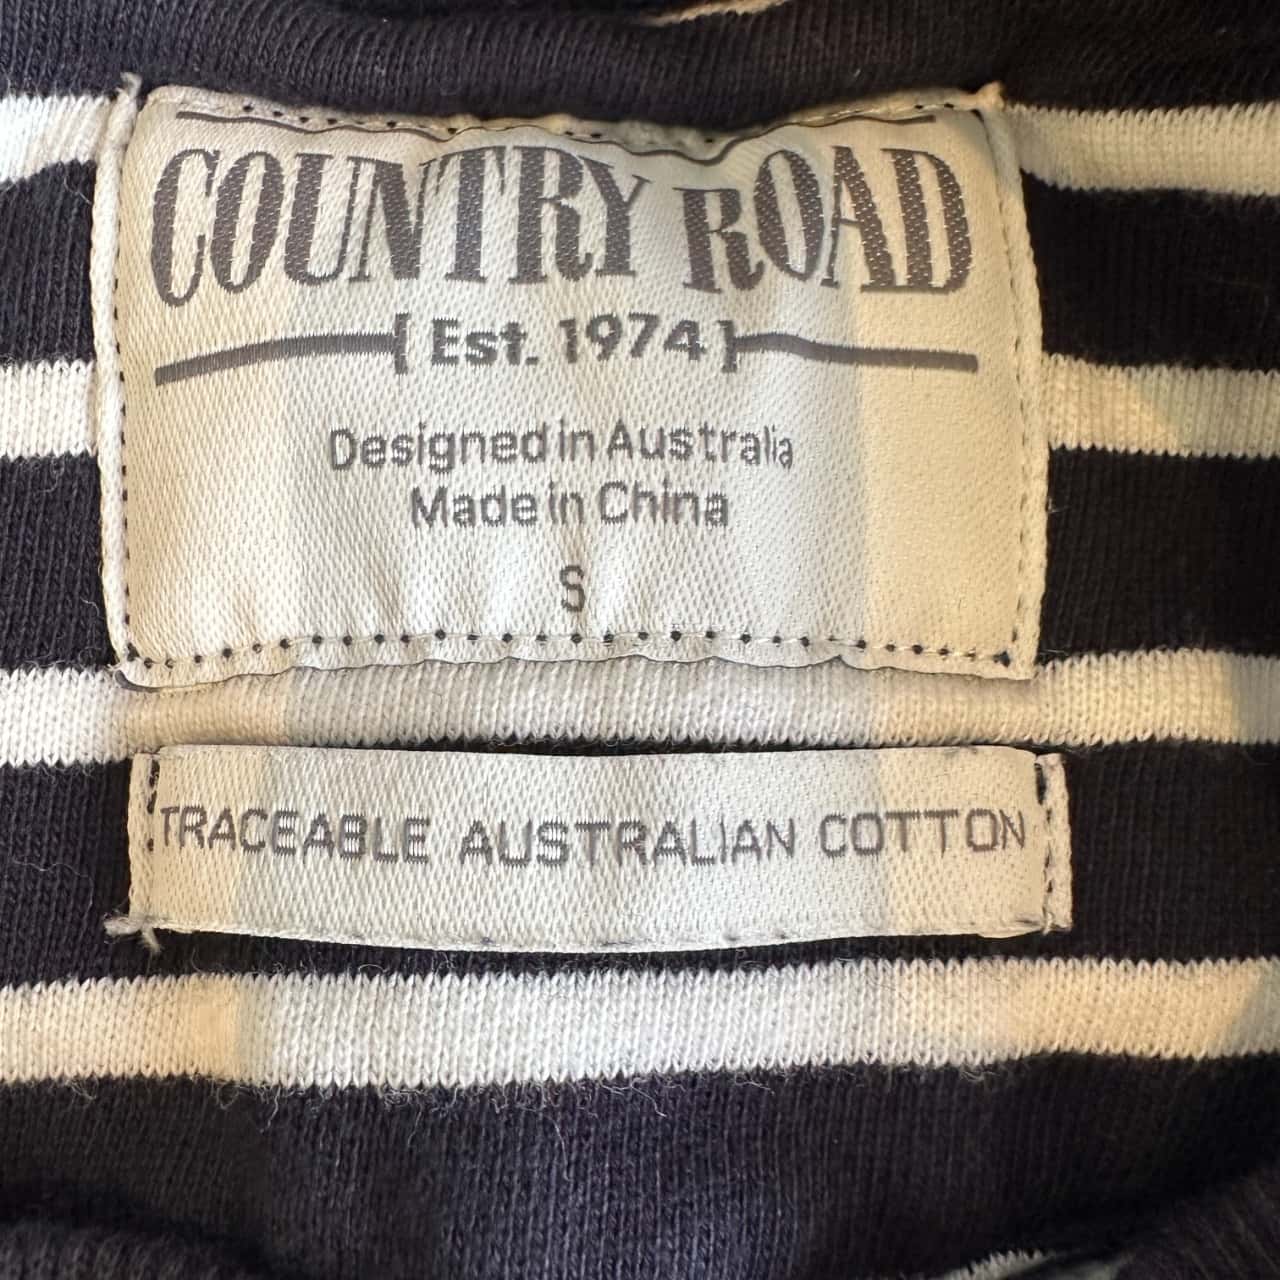 COUNTRY ROAD
{ Est. 1974 }
Designed in Australia
Made in China
S
TRACEABLE AUSTRALIAN COTTON